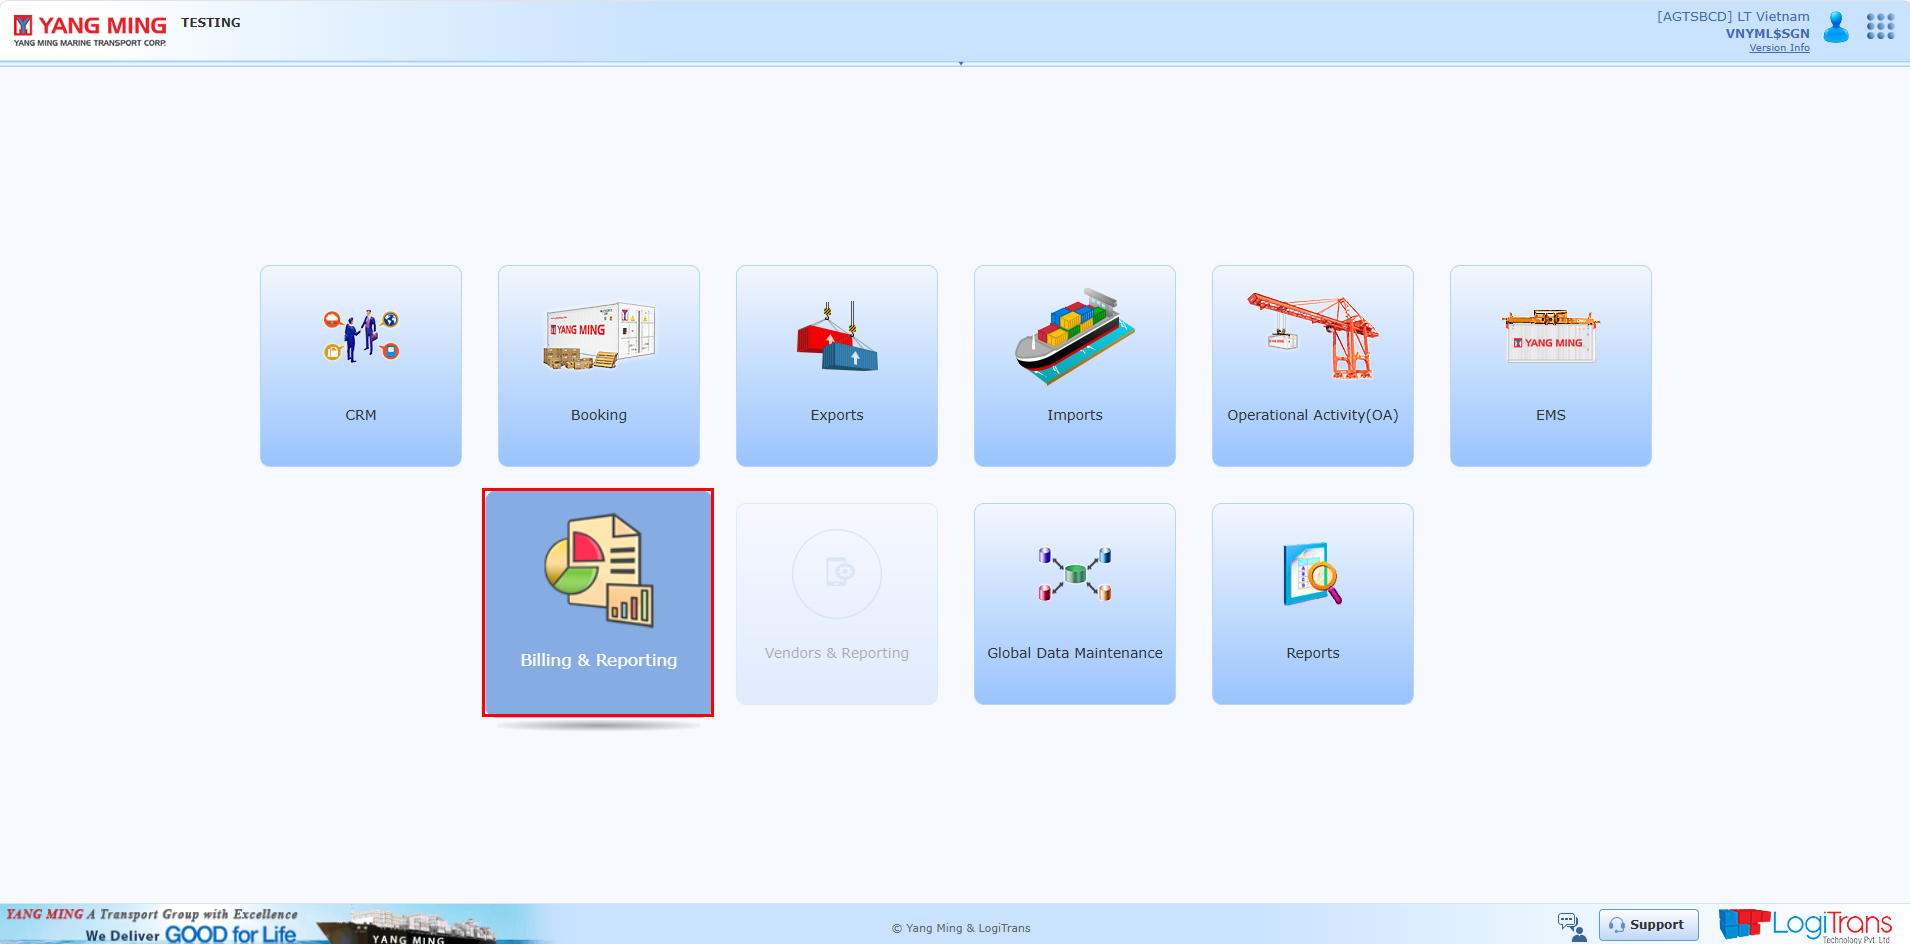 YANG MING
YANG MING MARINE TRANSPORT CORP.
TESTING
[AGTSBCD] LT Vietnam
VNYML$SGN
Version Info
CRM
YANG MING
Booking
Exports
Imports
Operational Activity(OA)
YANG MING
EMS
Billing & Reporting
Vendors & Reporting
Global Data Maintenance
Reports
YANG MING A Transport Group with Excellence
We Deliver GOOD for Life
YANG MING
© Yang Ming & LogiTrans
Support
LogiTrans
Technology Pvt. Ltd.